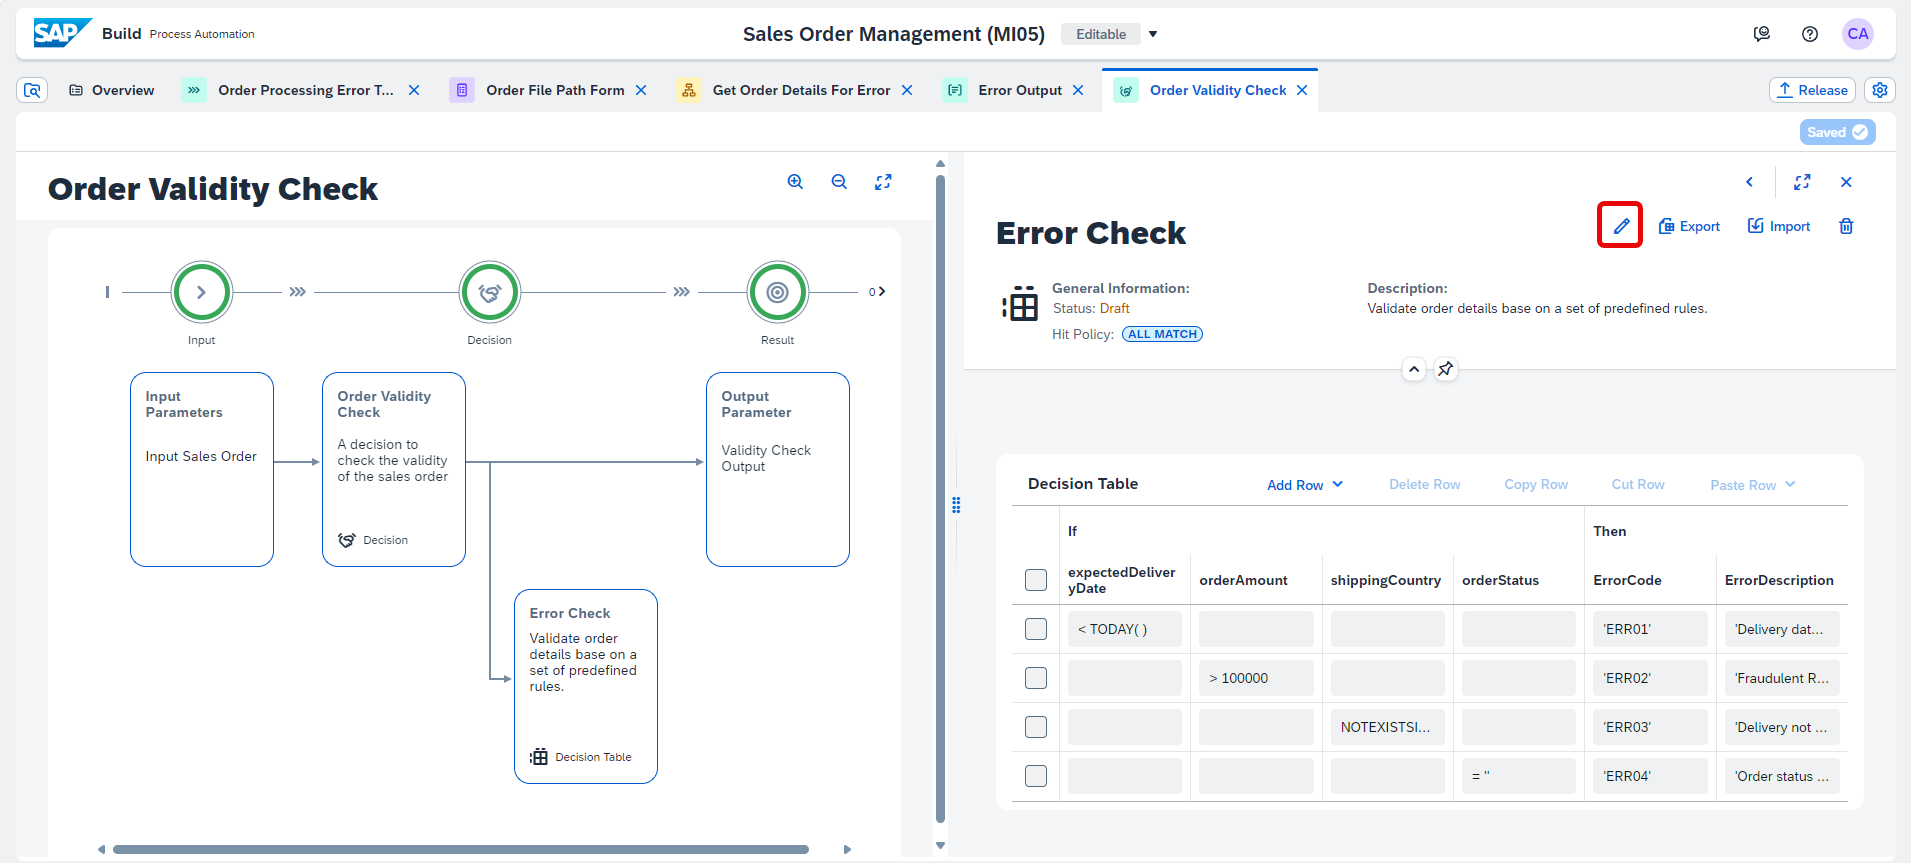 SAP Build Process Automation
Sales Order Management (MI05) Editable
CA
Overview
Order Processing Error T...
Order File Path Form
Get Order Details For Error
Error Output
Order Validity Check
Release
Saved
Order Validity Check
0
Input
Decision
Result
Input
Parameters
Input Sales Order
Order Validity
Check
A decision to
check the validity
of the sales order
Decision
Output
Parameter
Validity Check
Output
Error Check
Validate order
details base on a
set of predefined
rules.
Decision Table
Error Check
Export
Import
General Information:
Status: Draft
Hit Policy: ALL MATCH
Description:
Validate order details base on a set of predefined rules.
Decision Table
Add Row
Delete Row
Copy Row
Cut Row
Paste Row
If
Then
expectedDeliver
yDate
orderAmount
shippingCountry
orderStatus
ErrorCode
ErrorDescription
< TODAY( )
'ERR01'
'Delivery dat...
> 100000
'ERR02'
'Fraudulent R...
NOTEXISTSI...
'ERR03'
'Delivery not ...
= ''
'ERR04'
'Order status ...